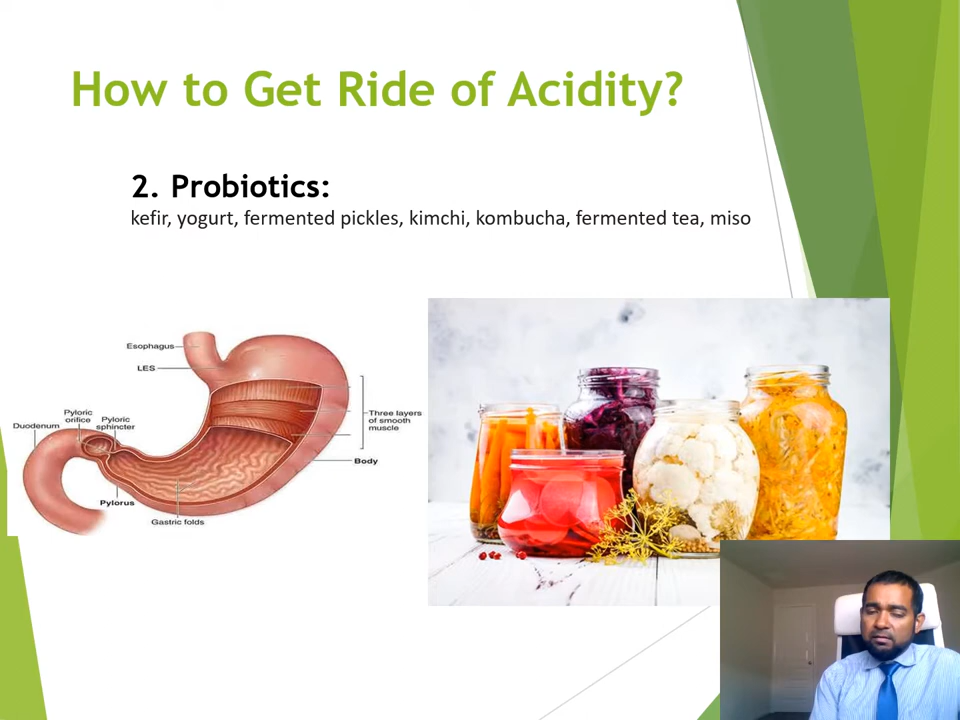 How to Get Ride of Acidity?
2. Probiotics:
kefir, yogurt, fermented pickles, kimchi, kombucha, fermented tea, miso
Esophagus
LES
Pyloric
orifice
Pyloric
sphincter
Duodenum
Three layers
of smooth
muscle
Body
Pylorus
Gastric folds